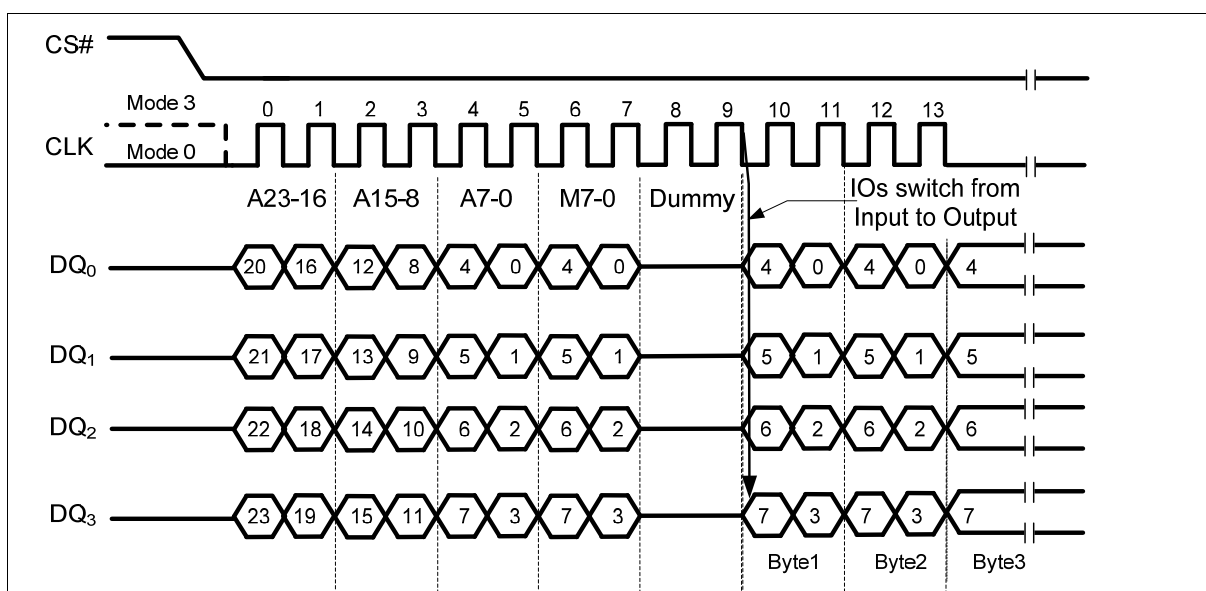 CS#
Mode 3
0 1 2 3 4 5 6 7 8 9 10 11 12 13
CLK
Mode 0
A23-16 A15-8 A7-0 M7-0 Dummy
IOs switch from
Input to Output
DQ0 20 16 12 8 4 0 4 0 4 0 4 0 4
DQ1 21 17 13 9 5 1 5 1 5 1 5 1 5
DQ2 22 18 14 10 6 2 6 2 6 2 6 2 6
DQ3 23 19 15 11 7 3 7 3 7 3 7 3 7
Byte1 Byte2 Byte3